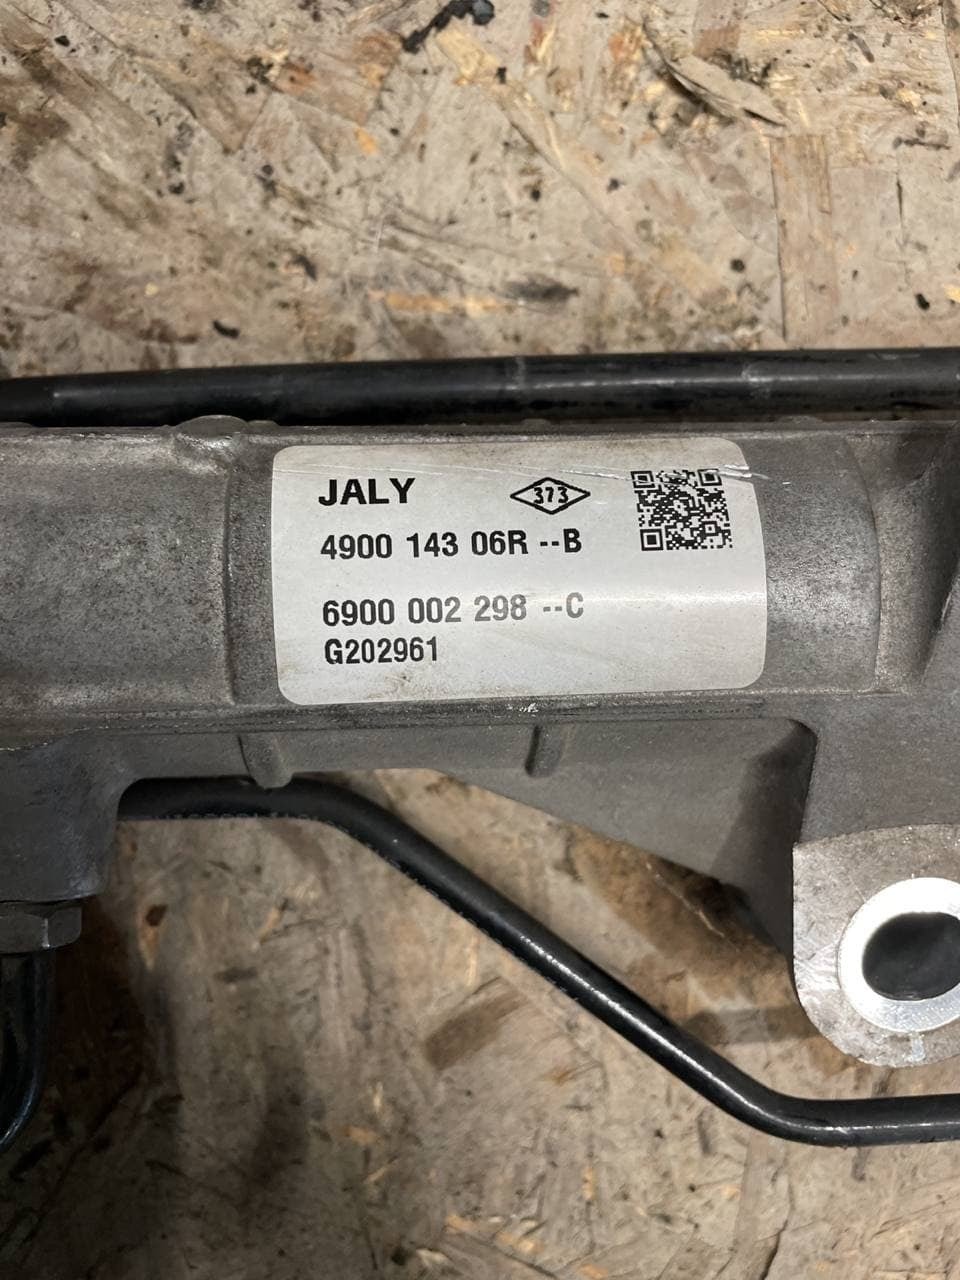 JALY
373
4900 143 06R --B
6900 002 298 --C
G202961